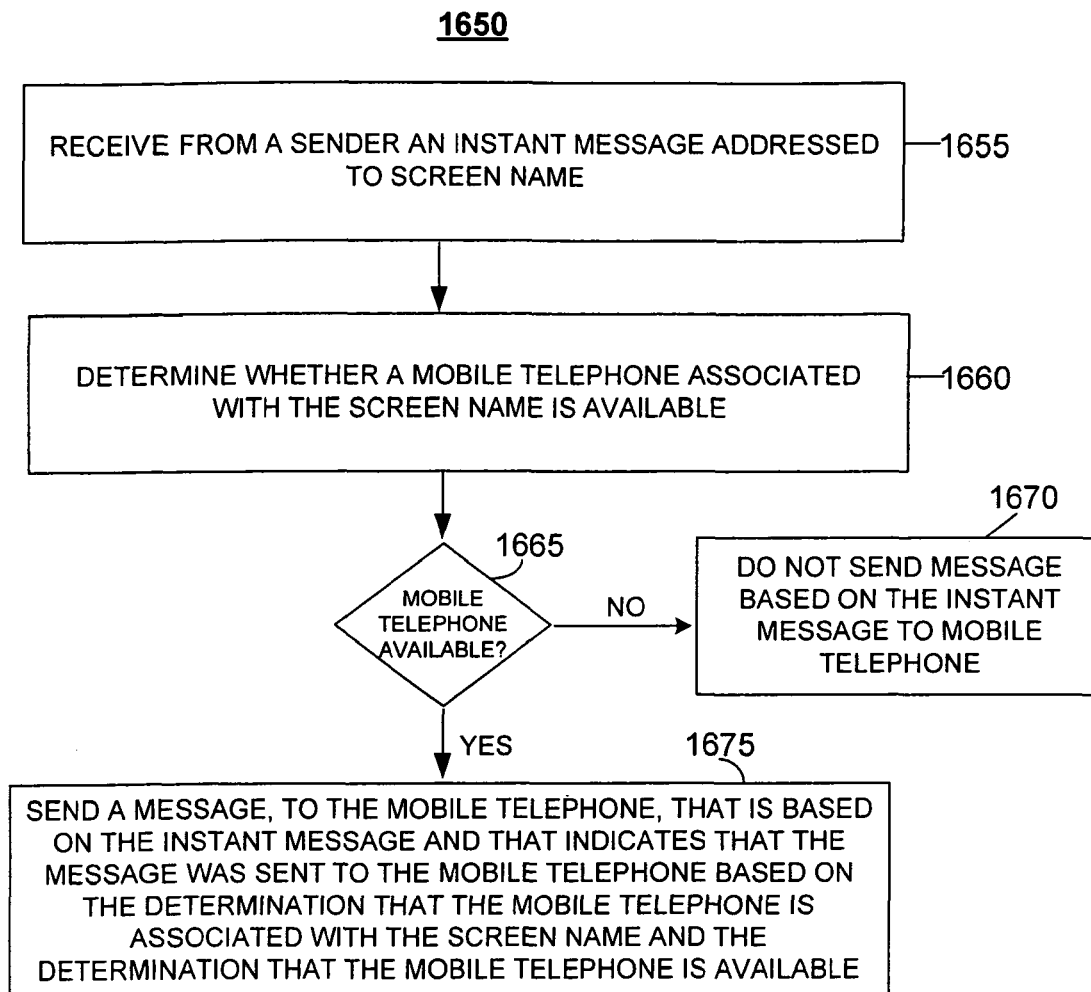 1650
RECEIVE FROM A SENDER AN INSTANT MESSAGE ADDRESSED
TO SCREEN NAME
1655
DETERMINE WHETHER A MOBILE TELEPHONE ASSOCIATED
WITH THE SCREEN NAME IS AVAILABLE
1660
1665
MOBILE
TELEPHONE
AVAILABLE?
NO
1670
DO NOT SEND MESSAGE
BASED ON THE INSTANT
MESSAGE TO MOBILE
TELEPHONE
YES
1675
SEND A MESSAGE, TO THE MOBILE TELEPHONE, THAT IS BASED
ON THE INSTANT MESSAGE AND THAT INDICATES THAT THE
MESSAGE WAS SENT TO THE MOBILE TELEPHONE BASED ON
THE DETERMINATION THAT THE MOBILE TELEPHONE IS
ASSOCIATED WITH THE SCREEN NAME AND THE
DETERMINATION THAT THE MOBILE TELEPHONE IS AVAILABLE